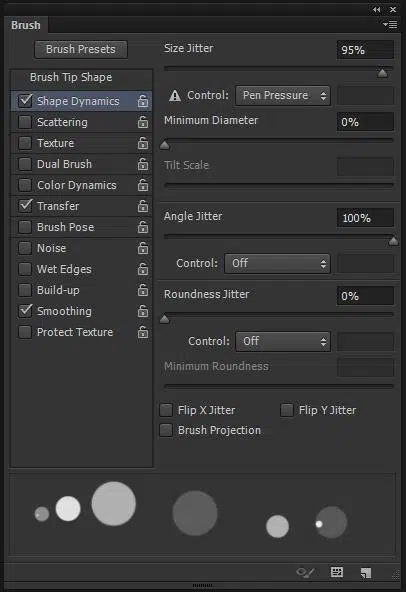 Brush
Brush Presets
Brush Tip Shape
Shape Dynamics
Scattering
Texture
Dual Brush
Color Dynamics
Transfer
Brush Pose
Noise
Wet Edges
Build-up
Smoothing
Protect Texture
Size Jitter 95%
Control: Pen Pressure
Minimum Diameter 0%
Tilt Scale
Angle Jitter 100%
Control: Off
Roundness Jitter 0%
Control: Off
Minimum Roundness
Flip X Jitter Flip Y Jitter
Brush Projection